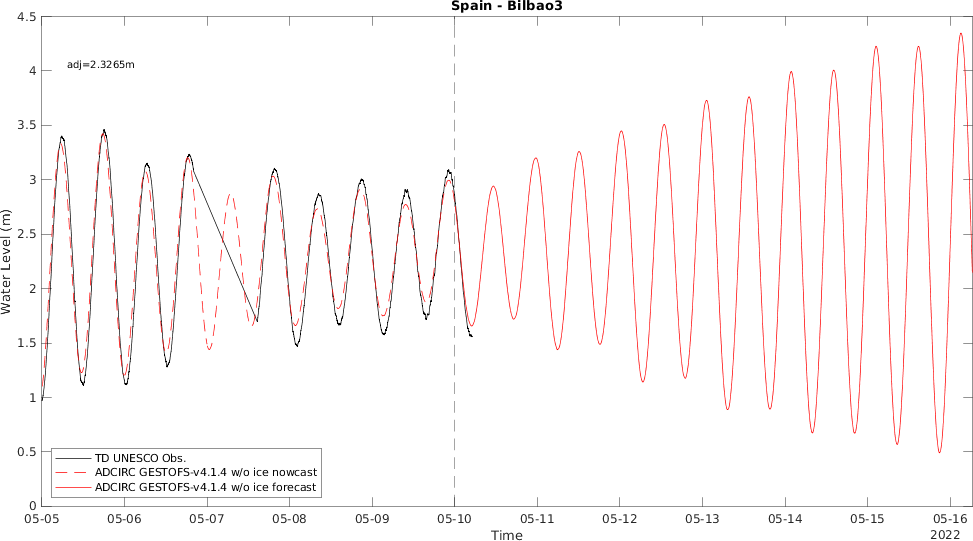 Spain - Bilbao3
4.5
4
3.5
3
2.5
2
1.5
1
0.5
0
Water Level (m)
adj=2.3265m
TD UNESCO Obs.
ADCIRC GESTOFS-v4.1.4 w/o ice nowcast
ADCIRC GESTOFS-v4.1.4 w/o ice forecast
05-05 05-06 05-07 05-08 05-09 05-10 05-11 05-12 05-13 05-14 05-15 05-16
2022
Time